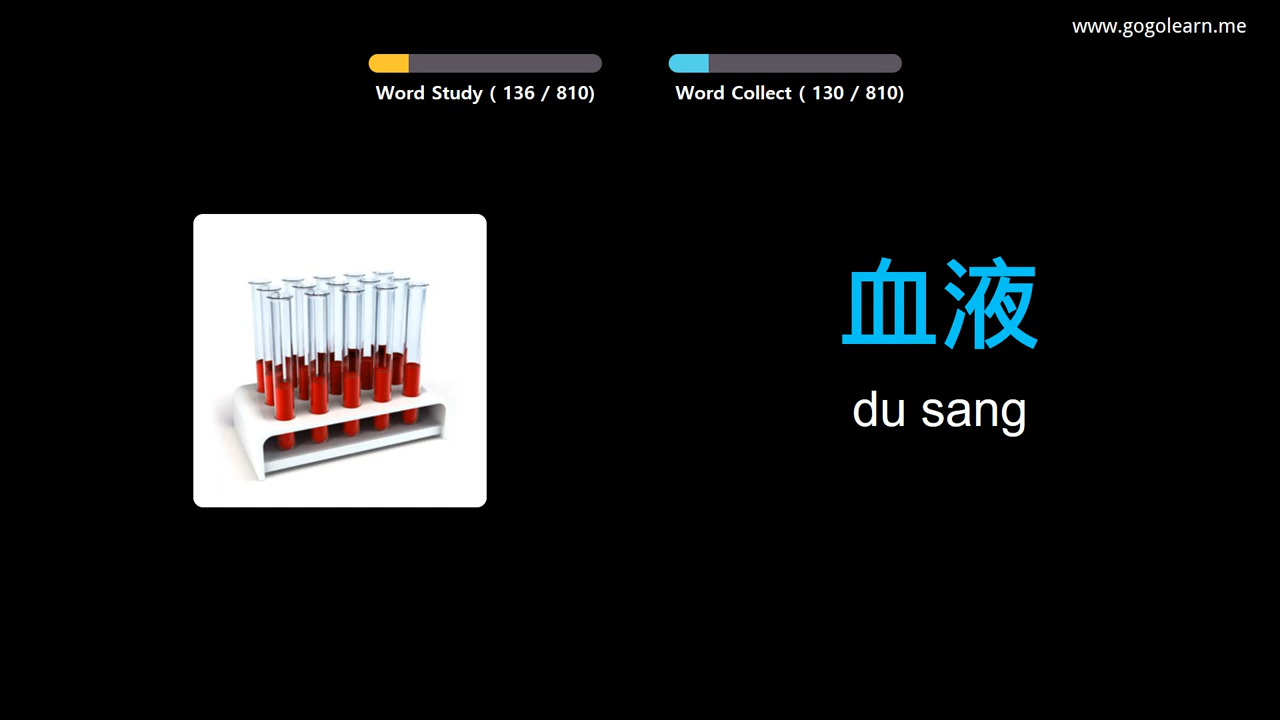 www.gogolearn.me
Word Study ( 136 / 810)
Word Collect ( 130 / 810)
血液
du sang